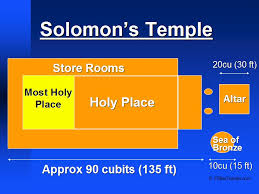 Solomon's Temple
20cu (30 ft)
Store Rooms
Most Holy
Place
Holy Place
Altar
Sea of
Bronze
10cu (15 ft)
Approx 90 cubits (135 ft)